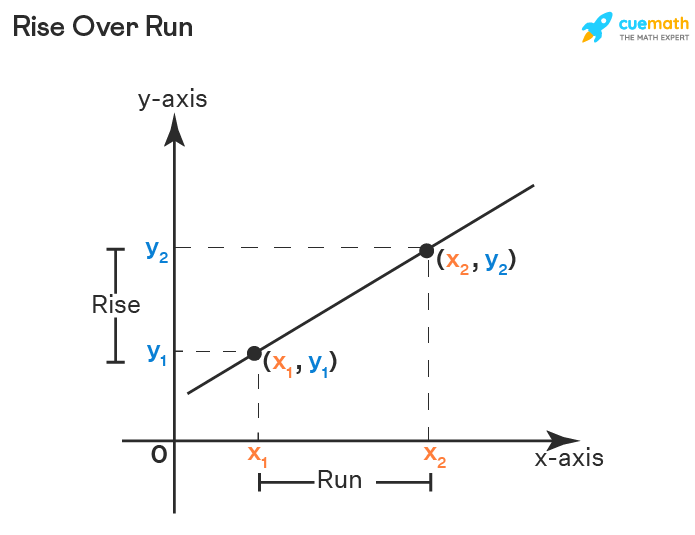 Rise Over Run
cuemath
THE MATH EXPERT
y-axis
y₂
(x₂, y₂)
Rise
y₁
(x₁, y₁)
0
x₁
x₂
x-axis
Run